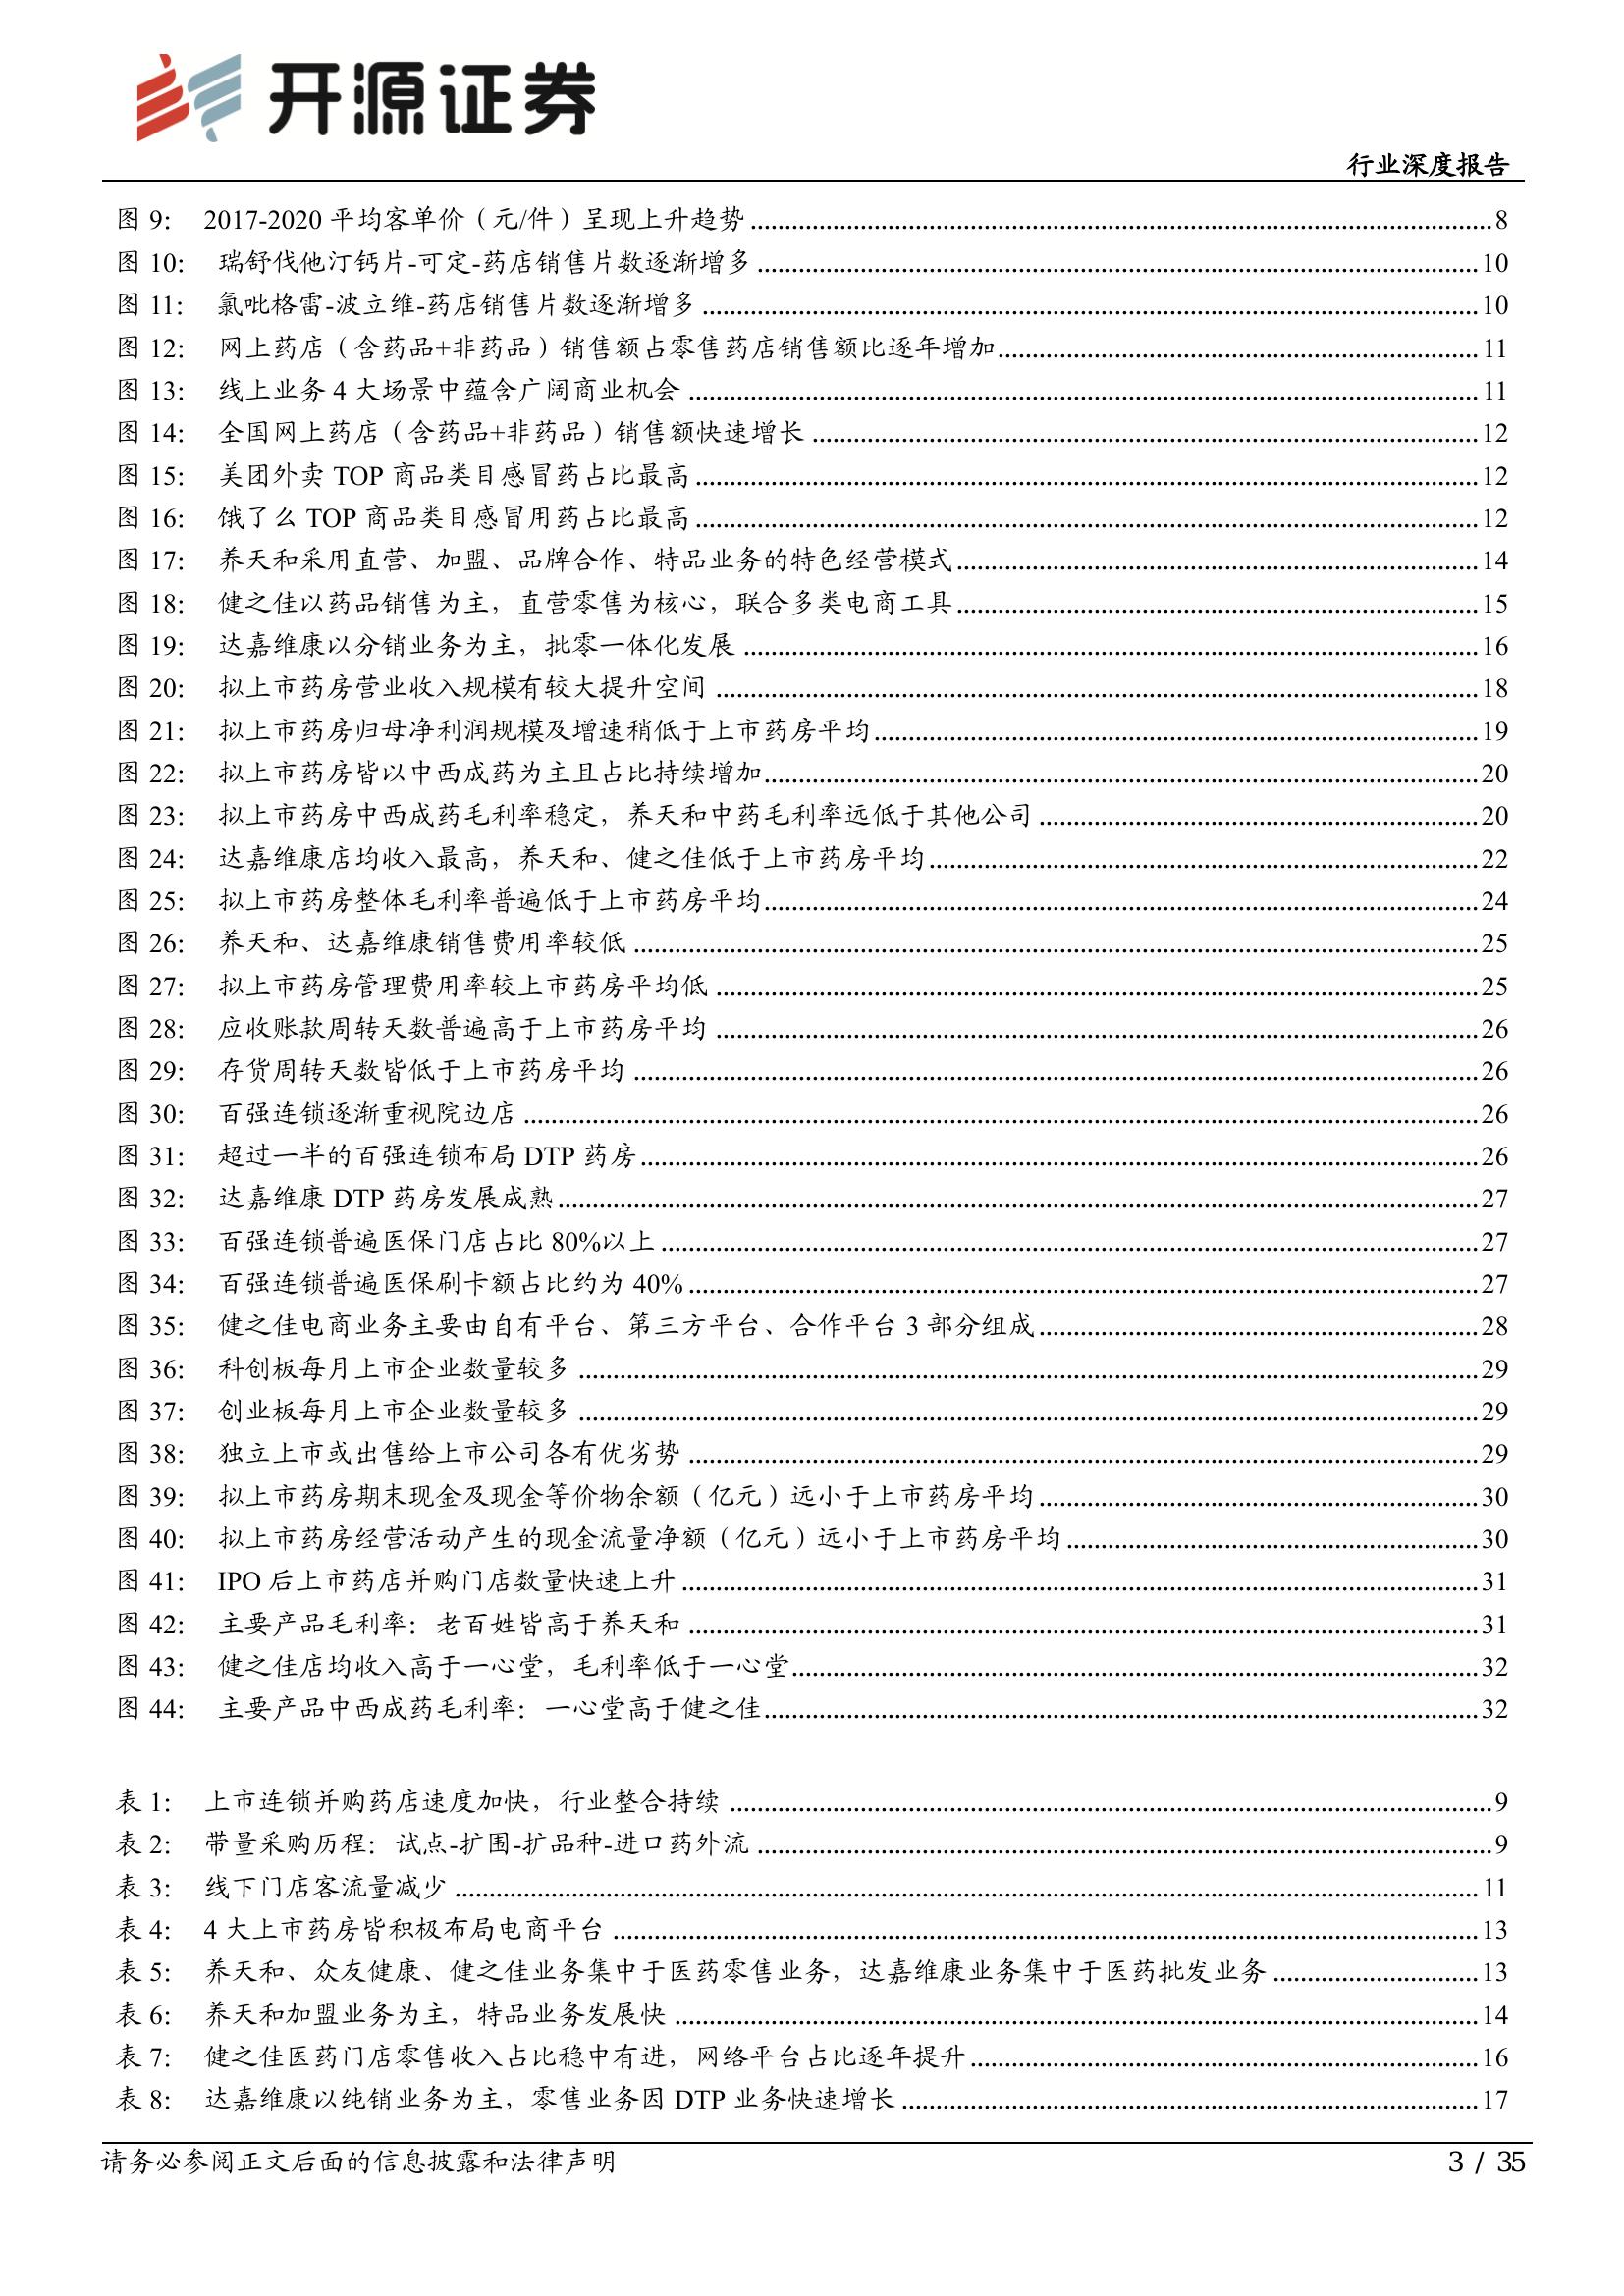 开源证券
行业深度报告
图 9: 2017-2020 平均客单价（元/件）呈现上升趋势 ........ 8
图 10: 瑞舒伐他汀钙片-可定-药店销售片数逐渐增多 ........ 10
图 11: 氯吡格雷-波立维-药店销售片数逐渐增多 ........ 10
图 12: 网上药店（含药品+非药品）销售额占零售药店销售额比逐年增加 ........ 11
图 13: 线上业务 4 大场景中蕴含广阔商业机会 ........ 11
图 14: 全国网上药店（含药品+非药品）销售额快速增长 ........ 12
图 15: 美团外卖 TOP 商品类目感冒药占比最高 ........ 12
图 16: 饿了么 TOP 商品类目感冒用药占比最高 ........ 12
图 17: 养天和采用直营、加盟、品牌合作、特品业务的特色经营模式 ........ 14
图 18: 健之佳以药品销售为主，直营零售为核心，联合多类电商工具 ........ 15
图 19: 达嘉维康以分销业务为主，批零一体化发展 ........ 16
图 20: 拟上市药房营业收入规模有较大提升空间 ........ 18
图 21: 拟上市药房归母净利润规模及增速稍低于上市药房平均 ........ 19
图 22: 拟上市药房皆以中西成药为主且占比持续增加 ........ 20
图 23: 拟上市药房中西成药毛利率稳定，养天和中药毛利率远低于其他公司 ........ 20
图 24: 达嘉维康店均收入最高，养天和、健之佳低于上市药房平均 ........ 22
图 25: 拟上市药房整体毛利率普遍低于上市药房平均 ........ 24
图 26: 养天和、达嘉维康销售费用率较低 ........ 25
图 27: 拟上市药房管理费用率较上市药房平均低 ........ 25
图 28: 应收账款周转天数普遍高于上市药房平均 ........ 26
图 29: 存货周转天数皆低于上市药房平均 ........ 26
图 30: 百强连锁逐渐重视院边店 ........ 26
图 31: 超过一半的百强连锁布局 DTP 药房 ........ 26
图 32: 达嘉维康 DTP 药房发展成熟 ........ 27
图 33: 百强连锁普遍医保门店占比 80%以上 ........ 27
图 34: 百强连锁普遍医保刷卡额占比约为 40% ........ 27
图 35: 健之佳电商业务主要由自有平台、第三方平台、合作平台 3 部分组成 ........ 28
图 36: 科创板每月上市企业数量较多 ........ 29
图 37: 创业板每月上市企业数量较多 ........ 29
图 38: 独立上市或出售给上市公司各有优劣势 ........ 29
图 39: 拟上市药房期末现金及现金等价物余额（亿元）远小于上市药房平均 ........ 30
图 40: 拟上市药房经营活动产生的现金流量净额（亿元）远小于上市药房平均 ........ 30
图 41: IPO 后上市药店并购门店数量快速上升 ........ 31
图 42: 主要产品毛利率：老百姓皆高于养天和 ........ 31
图 43: 健之佳店均收入高于一心堂，毛利率低于一心堂 ........ 32
图 44: 主要产品中西成药毛利率：一心堂高于健之佳 ........ 32
表 1: 上市连锁并购药店速度加快，行业整合持续 ........ 9
表 2: 带量采购历程：试点-扩围-扩品种-进口药外流 ........ 9
表 3: 线下门店客流量减少 ........ 11
表 4: 4 大上市药房皆积极布局电商平台 ........ 13
表 5: 养天和、众友健康、健之佳业务集中于医药零售业务，达嘉维康业务集中于医药批发业务 ........ 13
表 6: 养天和加盟业务为主，特品业务发展快 ........ 14
表 7: 健之佳医药门店零售收入占比稳中有进，网络平台占比逐年提升 ........ 16
表 8: 达嘉维康以纯销业务为主，零售业务因 DTP 业务快速增长 ........ 17
请务必参阅正文后面的信息披露和法律声明 3 / 35